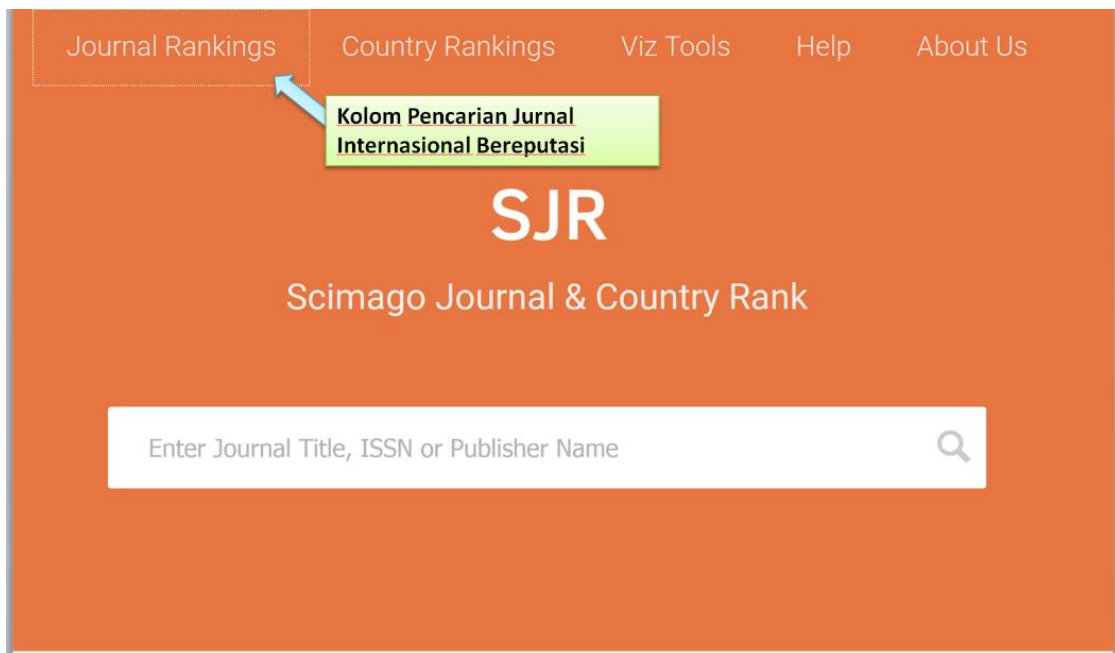 Journal Rankings Country Rankings Viz Tools Help About Us
Kolom Pencarian Jurnal
Internasional Bereputasi
SJR
Scimago Journal & Country Rank
Enter Journal Title, ISSN or Publisher Name